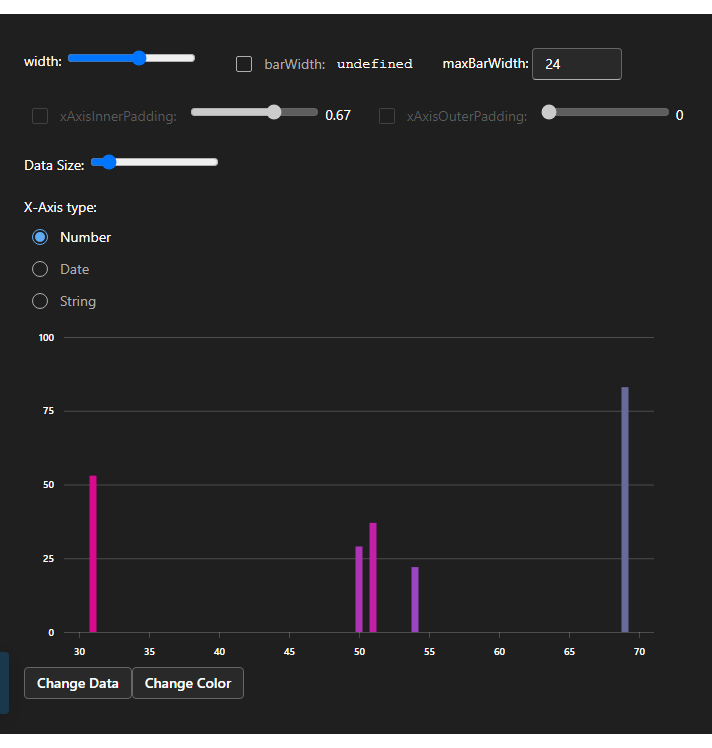 width: barWidth: undefined maxBarWidth: 24
xAxisInnerPadding: 0.67 xAxisOuterPadding: 0
Data Size:
X-Axis type:
Number
Date
String
100
75
50
25
0
30 35 40 45 50 55 60 65 70
Change Data Change Color